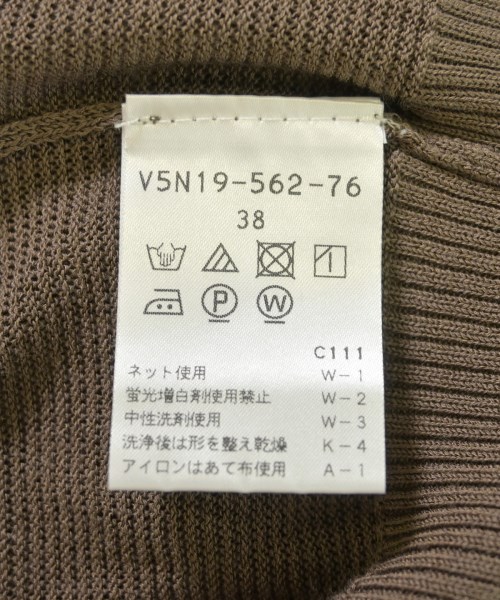 V5N19-562-76
38
P W
C111
ネット使用 W-1
蛍光増白剤使用禁止 W-2
中性洗剤使用 W-3
洗浄後は形を整え乾燥 K-4
アイロンはあて布使用 A-1